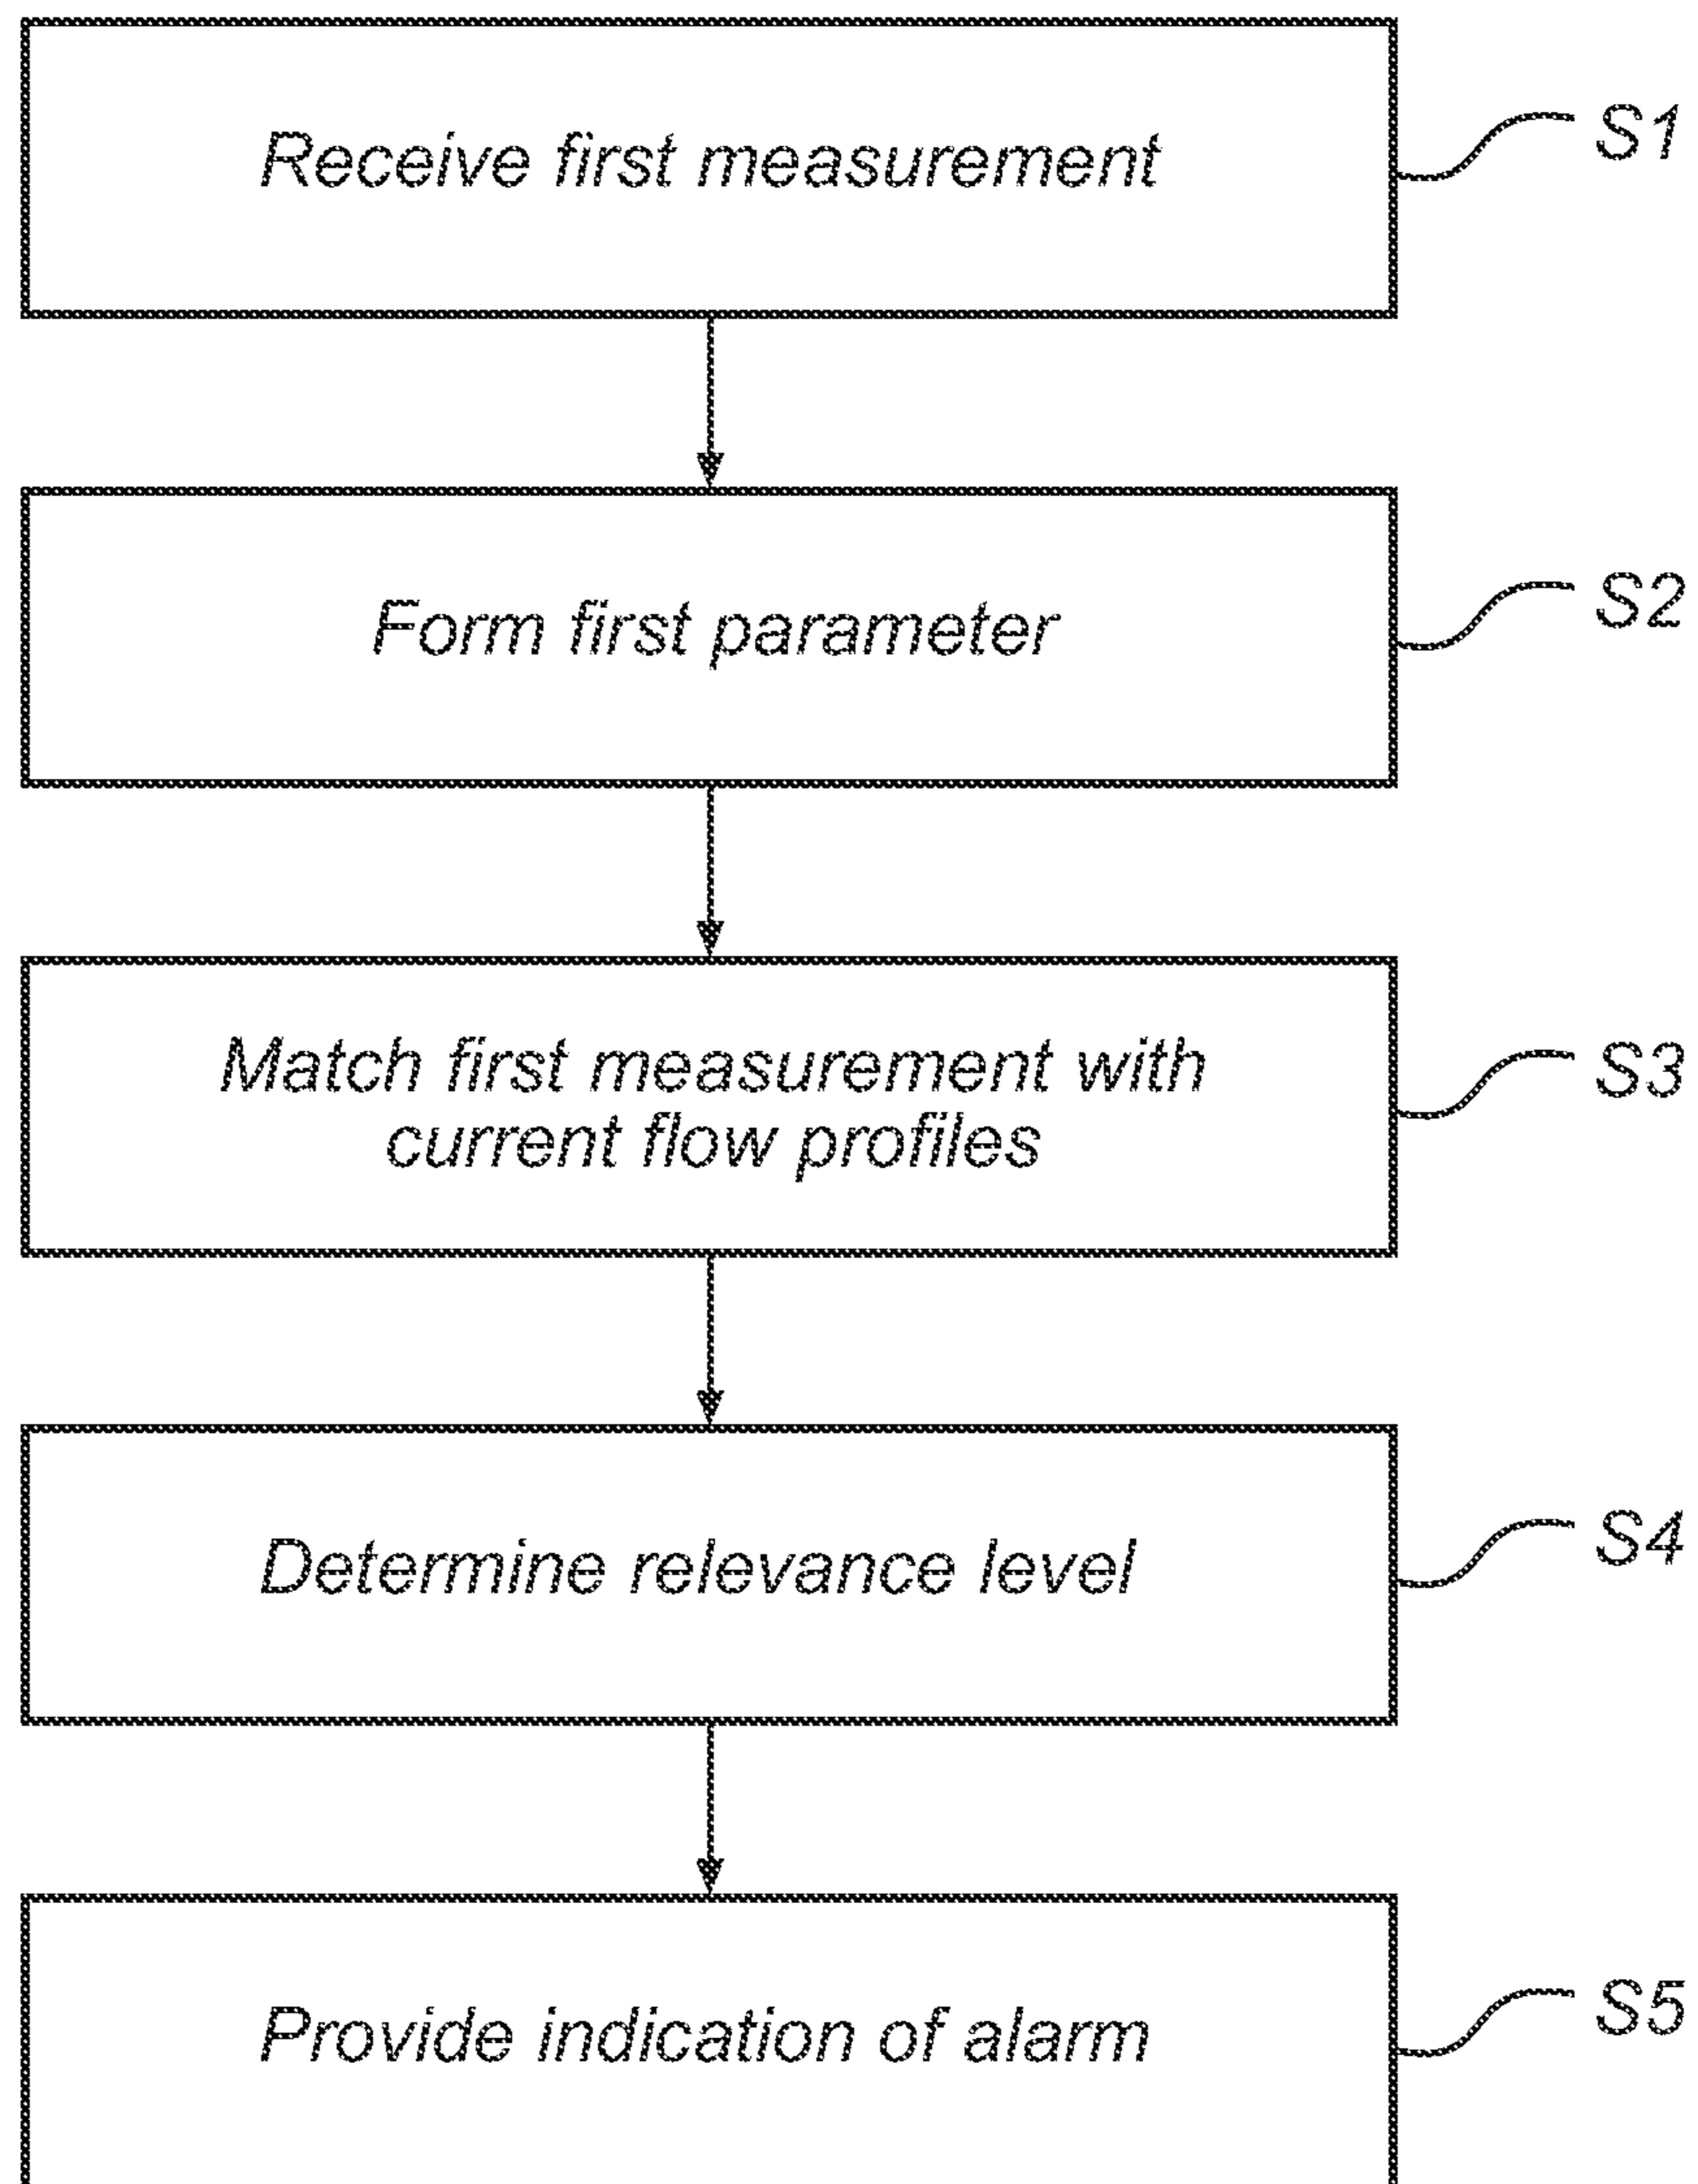 Receive first measurement
S1
Form first parameter
S2
Match first measurement with
current flow profiles
S3
Determine relevance level
S4
Provide indication of alarm
S5